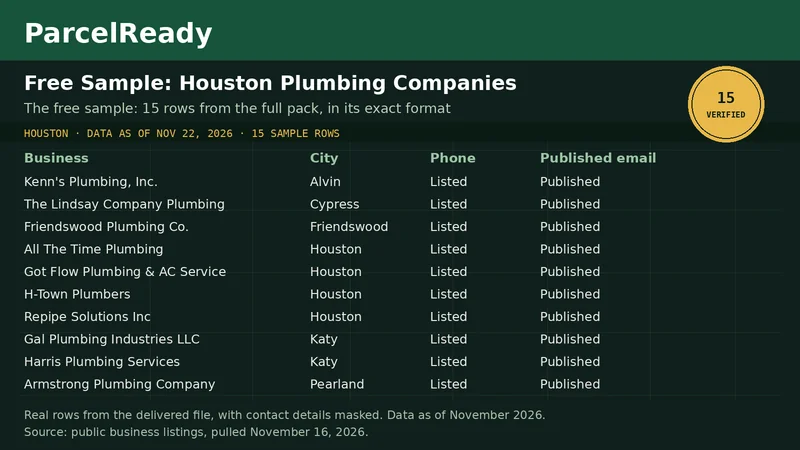 ParcelReady
Free Sample: Houston Plumbing Companies
The free sample: 15 rows from the full pack, in its exact format
15
VERIFIED
HOUSTON · DATA AS OF NOV 22, 2026 · 15 SAMPLE ROWS
Business City Phone Published email
Kenn's Plumbing, Inc. Alvin Listed Published
The Lindsay Company Plumbing Cypress Listed Published
Friendswood Plumbing Co. Friendswood Listed Published
All The Time Plumbing Houston Listed Published
Got Flow Plumbing & AC Service Houston Listed Published
H-Town Plumbers Houston Listed Published
Repipe Solutions Inc Houston Listed Published
Gal Plumbing Industries LLC Katy Listed Published
Harris Plumbing Services Katy Listed Published
Armstrong Plumbing Company Pearland Listed Published
Real rows from the delivered file, with contact details masked. Data as of November 2026.
Source: public business listings, pulled November 16, 2026.